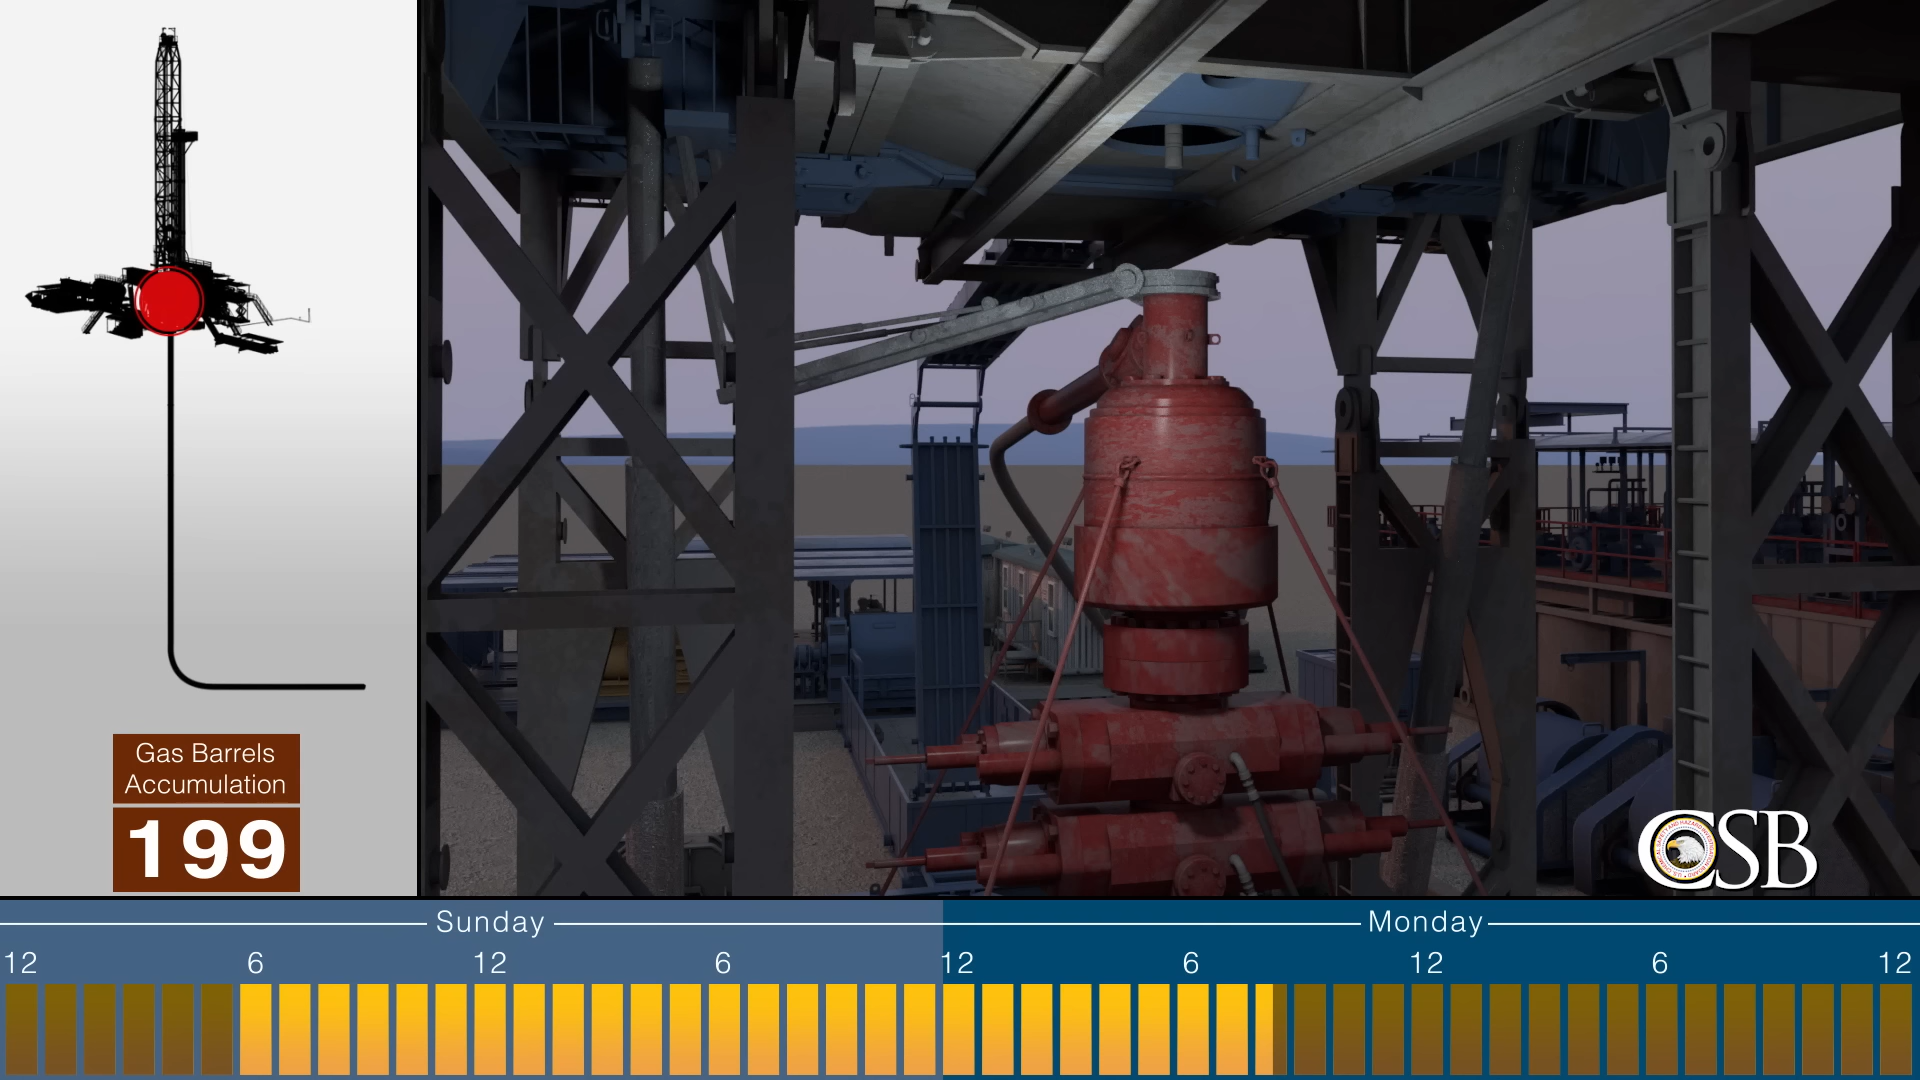 Gas Barrels
Accumulation
199
CSB
Sunday
Monday
12 6 12 6 12 6 12 6 12